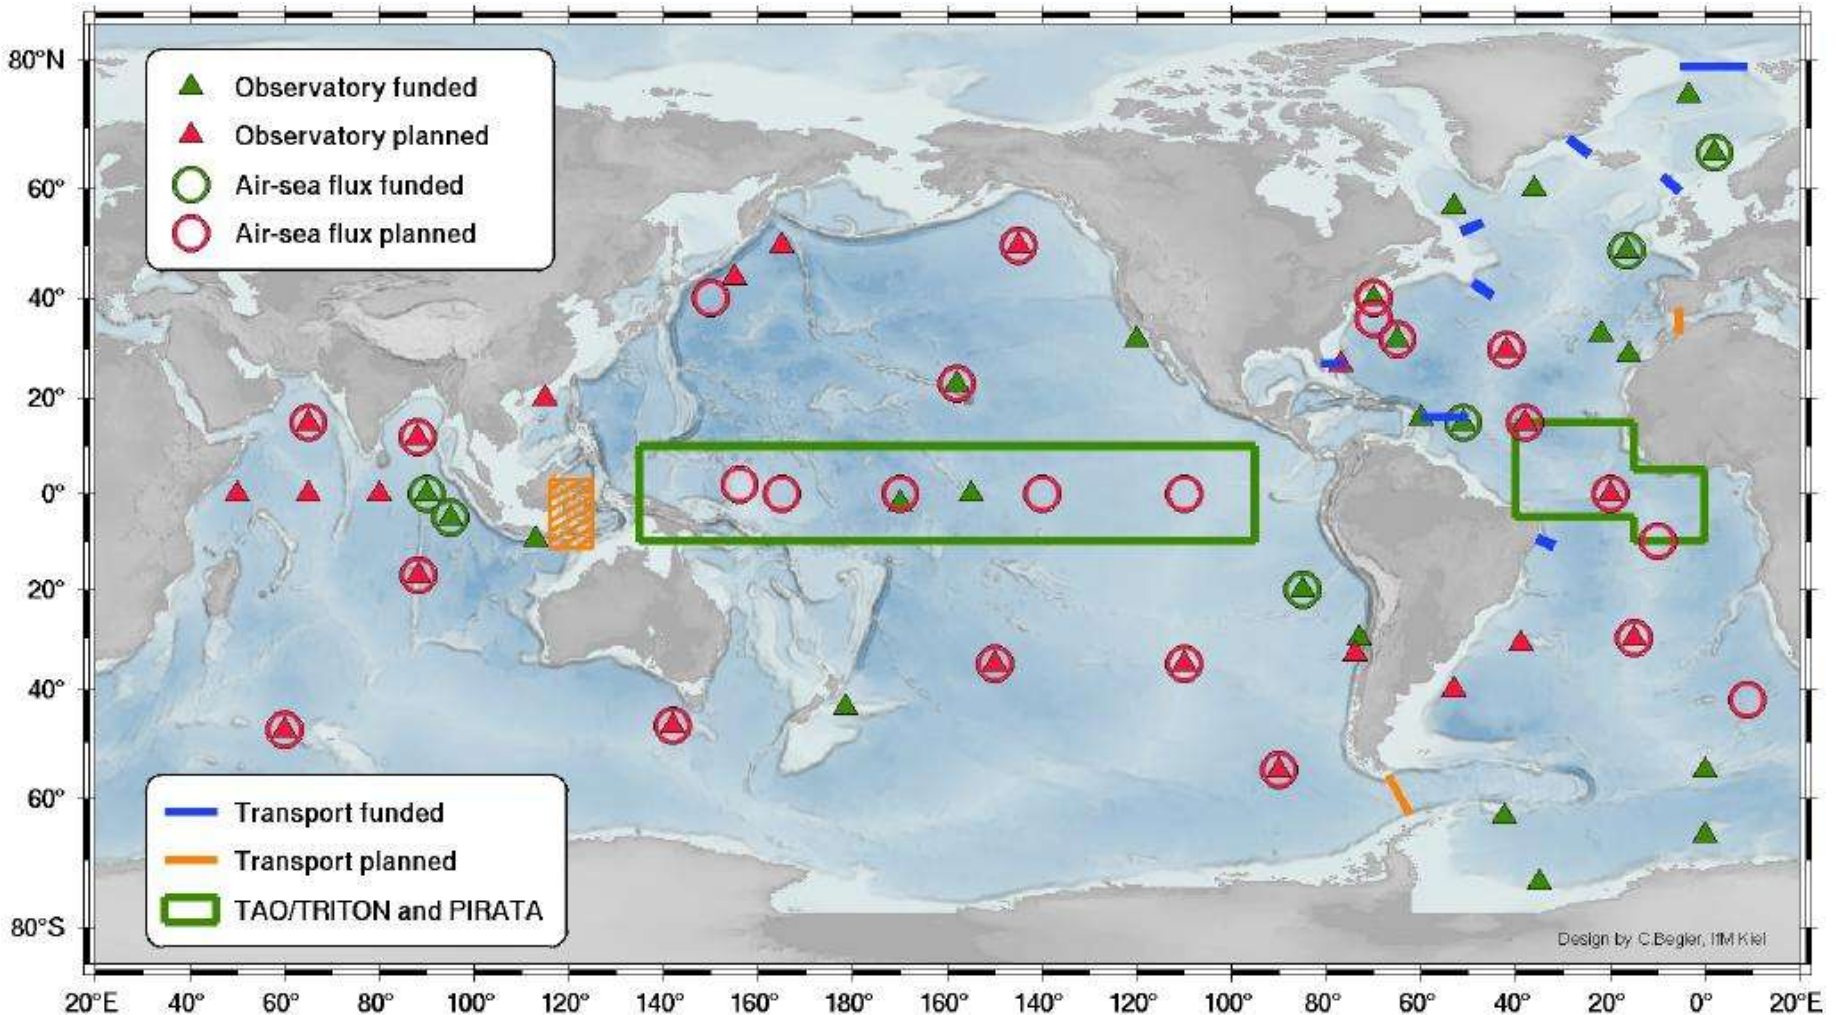 80°N
60°
40°
20°
0°
20°
40°
60°
80°S
Observatory funded
Observatory planned
Air-sea flux funded
Air-sea flux planned
Transport funded
Transport planned
TAO/TRITON and PIRATA
Design by C.Begler, IfM Kiel
20°E 40° 60° 80° 100° 120° 140° 160° 180° 160° 140° 120° 100° 80° 60° 40° 20° 0° 20°E